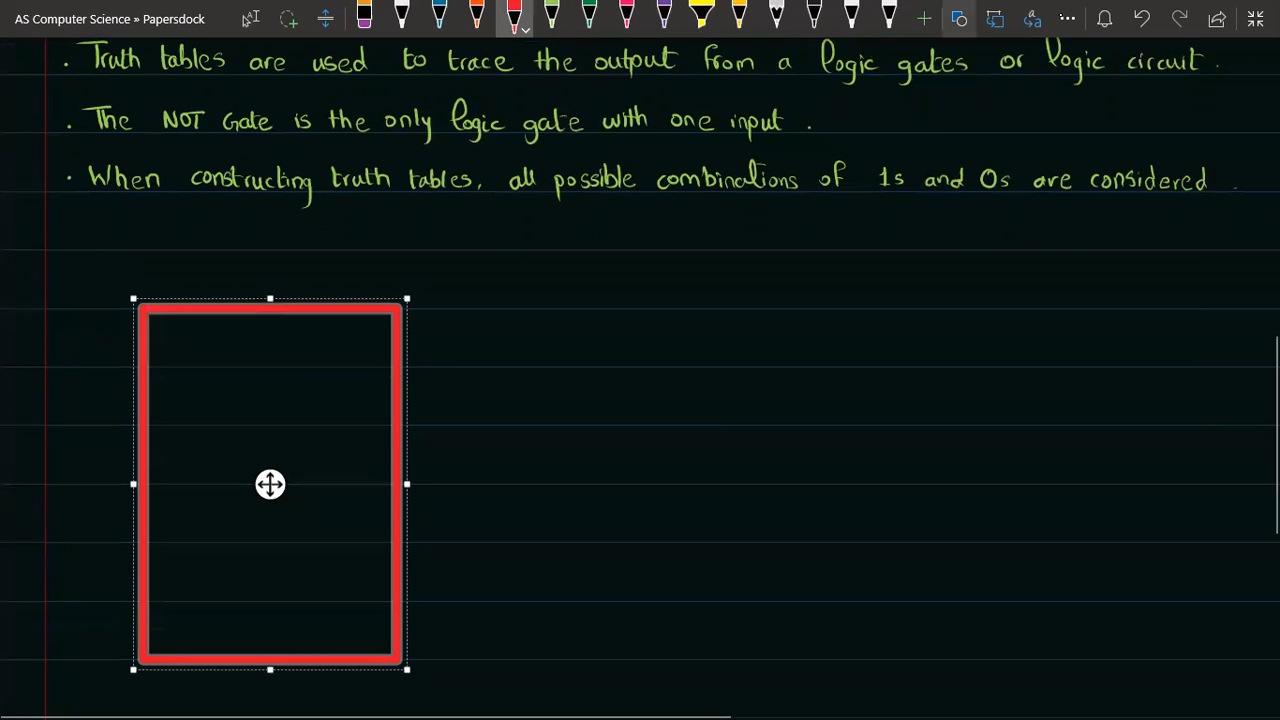 AS Computer Science » Papersdock
. Truth tables are used to trace the output from a logic gates or logic circuit.
. The NOT Gate is the only logic gate with one input.
. When constructing truth tables, all possible combinations of 1s and 0s are considered.